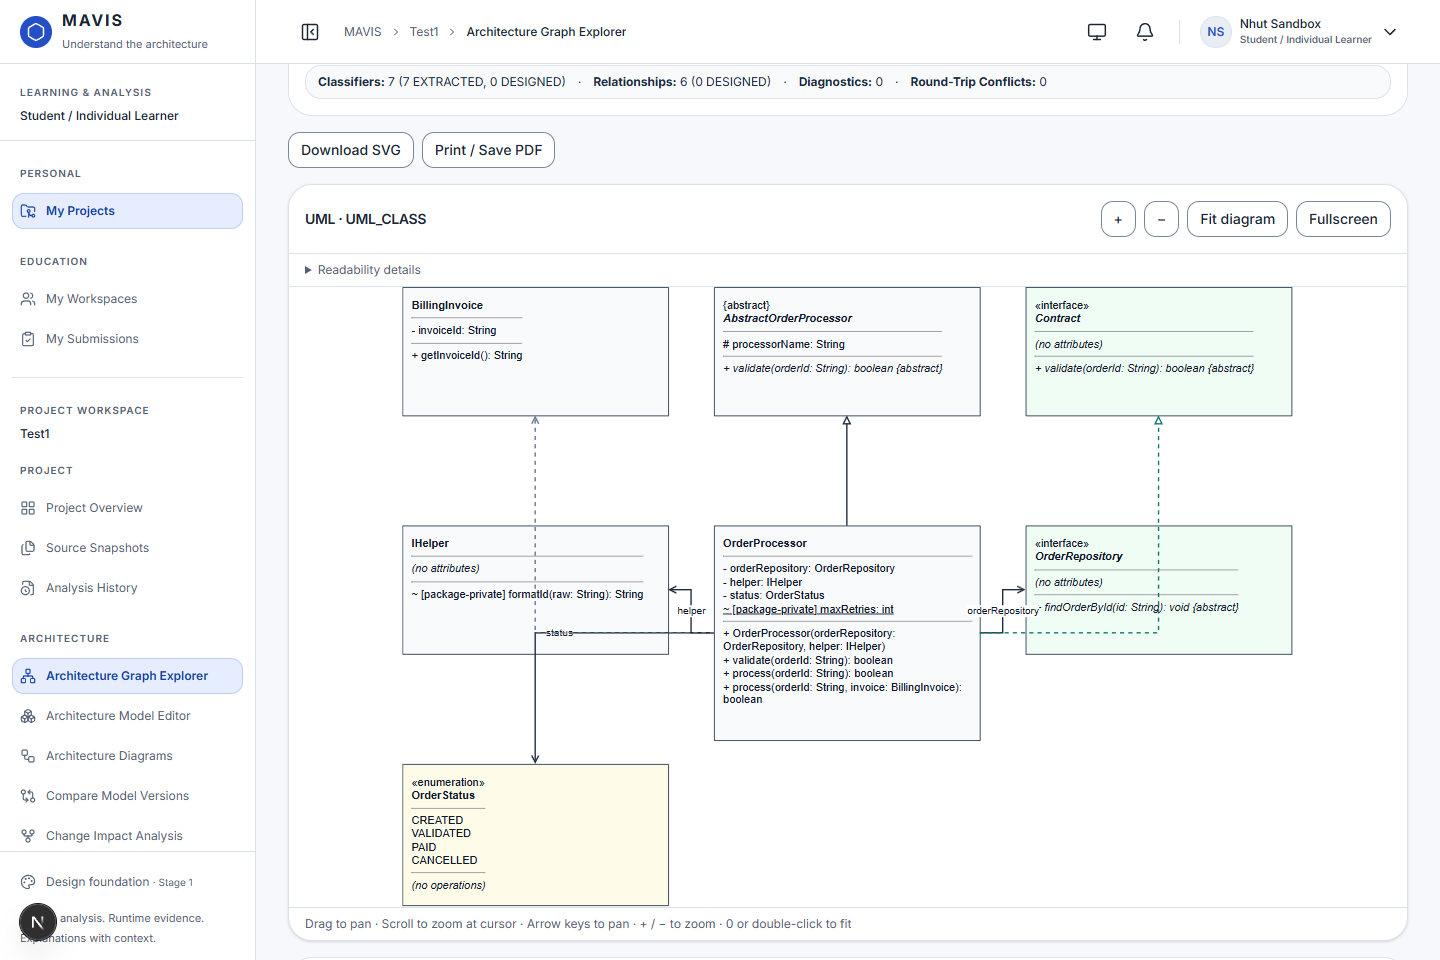 MAVIS
Understand the architecture
MAVIS > Test1 > Architecture Graph Explorer
NS
Nhut Sandbox
Student / Individual Learner
LEARNING & ANALYSIS
Student / Individual Learner
PERSONAL
My Projects
EDUCATION
My Workspaces
My Submissions
PROJECT WORKSPACE
Test1
PROJECT
Project Overview
Source Snapshots
Analysis History
ARCHITECTURE
Architecture Graph Explorer
Architecture Model Editor
Architecture Diagrams
Compare Model Versions
Change Impact Analysis
Design foundation · Stage 1
N
analysis. Runtime evidence.
with context.
Classifiers: 7 (7 EXTRACTED, 0 DESIGNED) · Relationships: 6 (0 DESIGNED) · Diagnostics: 0 · Round-Trip Conflicts: 0
Download SVG
Print / Save PDF
UML · UML_CLASS
+
−
Fit diagram
Fullscreen
Readability details
BillingInvoice
- invoiceId: String
+ getInvoiceId(): String
{abstract}
AbstractOrderProcessor
# processorName: String
+ validate(orderId: String): boolean {abstract}
«interface»
Contract
(no attributes)
+ validate(orderId: String): boolean {abstract}
IHelper
(no attributes)
~ [package-private] formatId(raw: String): String
helper
status
OrderProcessor
- orderRepository: OrderRepository
- helper: IHelper
- status: OrderStatus
~ [package-private] maxRetries: int
+ OrderProcessor(orderRepository:
OrderRepository, helper: IHelper)
+ validate(orderId: String): boolean
+ process(orderId: String): boolean
+ process(orderId: String, invoice: BillingInvoice):
boolean
orderRepository
«interface»
OrderRepository
(no attributes)
findOrderById(id: String): void {abstract}
«enumeration»
OrderStatus
CREATED
VALIDATED
PAID
CANCELLED
(no operations)
Drag to pan · Scroll to zoom at cursor · Arrow keys to pan · + / − to zoom · 0 or double-click to fit